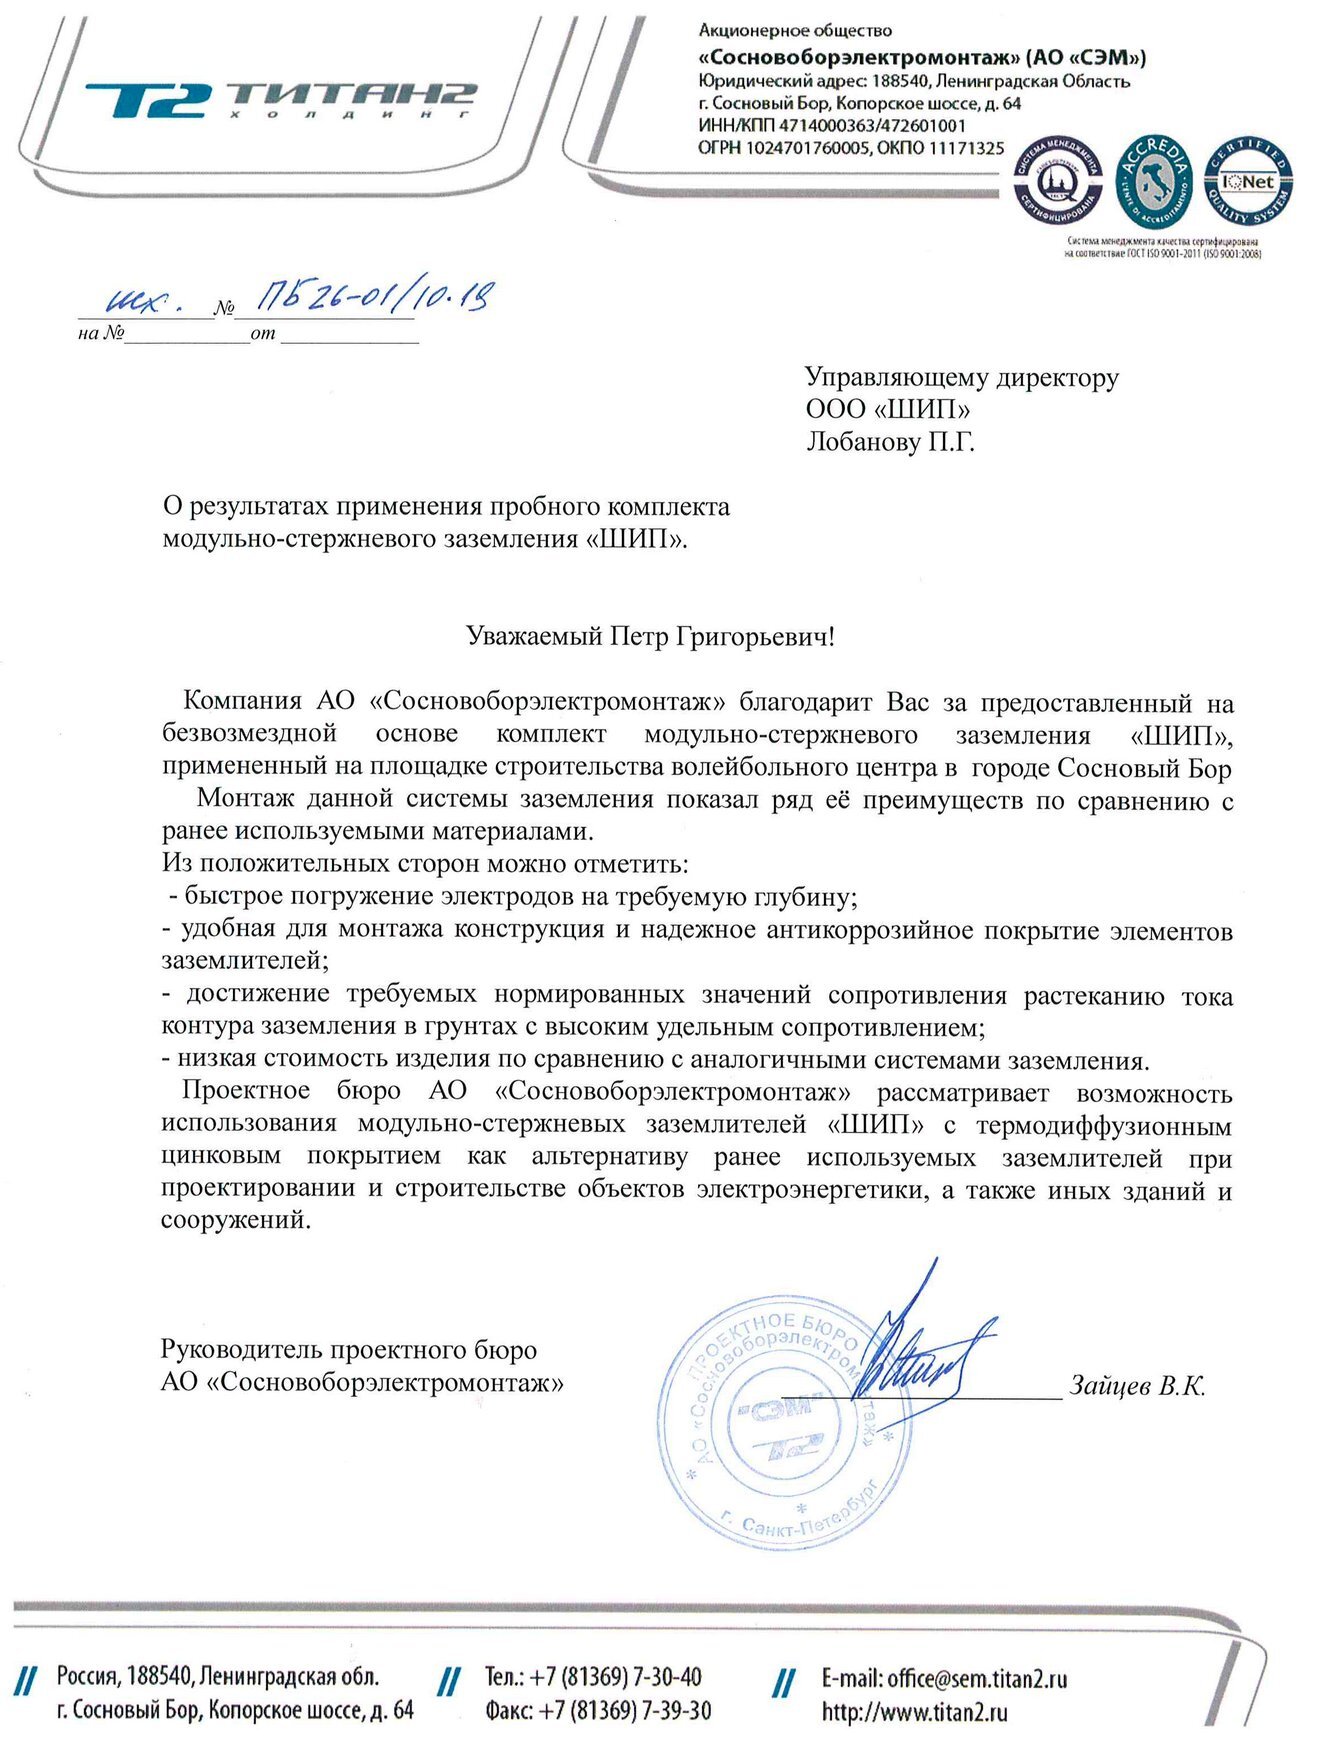 Т2 ТИТАН2
ХОЛДИНГ
Акционерное общество
«Сосновоборэлектромонтаж» (АО «СЭМ»)
Юридический адрес: 188540, Ленинградская Область
г. Сосновый Бор, Копорское шоссе, д. 64
ИНН/КПП 4714000363/472601001
ОГРН 1024701760005, ОКПО 11171325
СИСТЕМА МЕНЕДЖМЕНТА СЕРТИФИЦИРОВАНА
ACCREDIA L'ENTE DI ACCREDITAMENTO
CERTIFIED IQNet QUALITY SYSTEM
Система менеджмента качества сертифицирована
на соответствие ГОСТ ISO 9001-2011 (ISO 9001:2008)
исх. № ПБ 26-01/10.19
на № от
Управляющему директору
ООО «ШИП»
Лобанову П.Г.
О результатах применения пробного комплекта
модульно-стержневого заземления «ШИП».
Уважаемый Петр Григорьевич!
Компания АО «Сосновоборэлектромонтаж» благодарит Вас за предоставленный на
безвозмездной основе комплект модульно-стержневого заземления «ШИП»,
примененный на площадке строительства волейбольного центра в городе Сосновый Бор
Монтаж данной системы заземления показал ряд её преимуществ по сравнению с
ранее используемыми материалами.
Из положительных сторон можно отметить:
- быстрое погружение электродов на требуемую глубину;
- удобная для монтажа конструкция и надежное антикоррозийное покрытие элементов
заземлителей;
- достижение требуемых нормированных значений сопротивления растеканию тока
контура заземления в грунтах с высоким удельным сопротивлением;
- низкая стоимость изделия по сравнению с аналогичными системами заземления.
Проектное бюро АО «Сосновоборэлектромонтаж» рассматривает возможность
использования модульно-стержневых заземлителей «ШИП» с термодиффузионным
цинковым покрытием как альтернативу ранее используемых заземлителей при
проектировании и строительстве объектов электроэнергетики, а также иных зданий и
сооружений.
Руководитель проектного бюро
АО «Сосновоборэлектромонтаж»
Зайцев В.К.
ПРОЕКТНОЕ БЮРО
АО «Сосновоборэлектромонтаж»
"СЭМ"
Т2
г. Санкт-Петербург
Россия, 188540, Ленинградская обл.
г. Сосновый Бор, Копорское шоссе, д. 64
Тел.: +7 (81369) 7-30-40
Факс: +7 (81369) 7-39-30
E-mail: office@sem.titan2.ru
http://www.titan2.ru